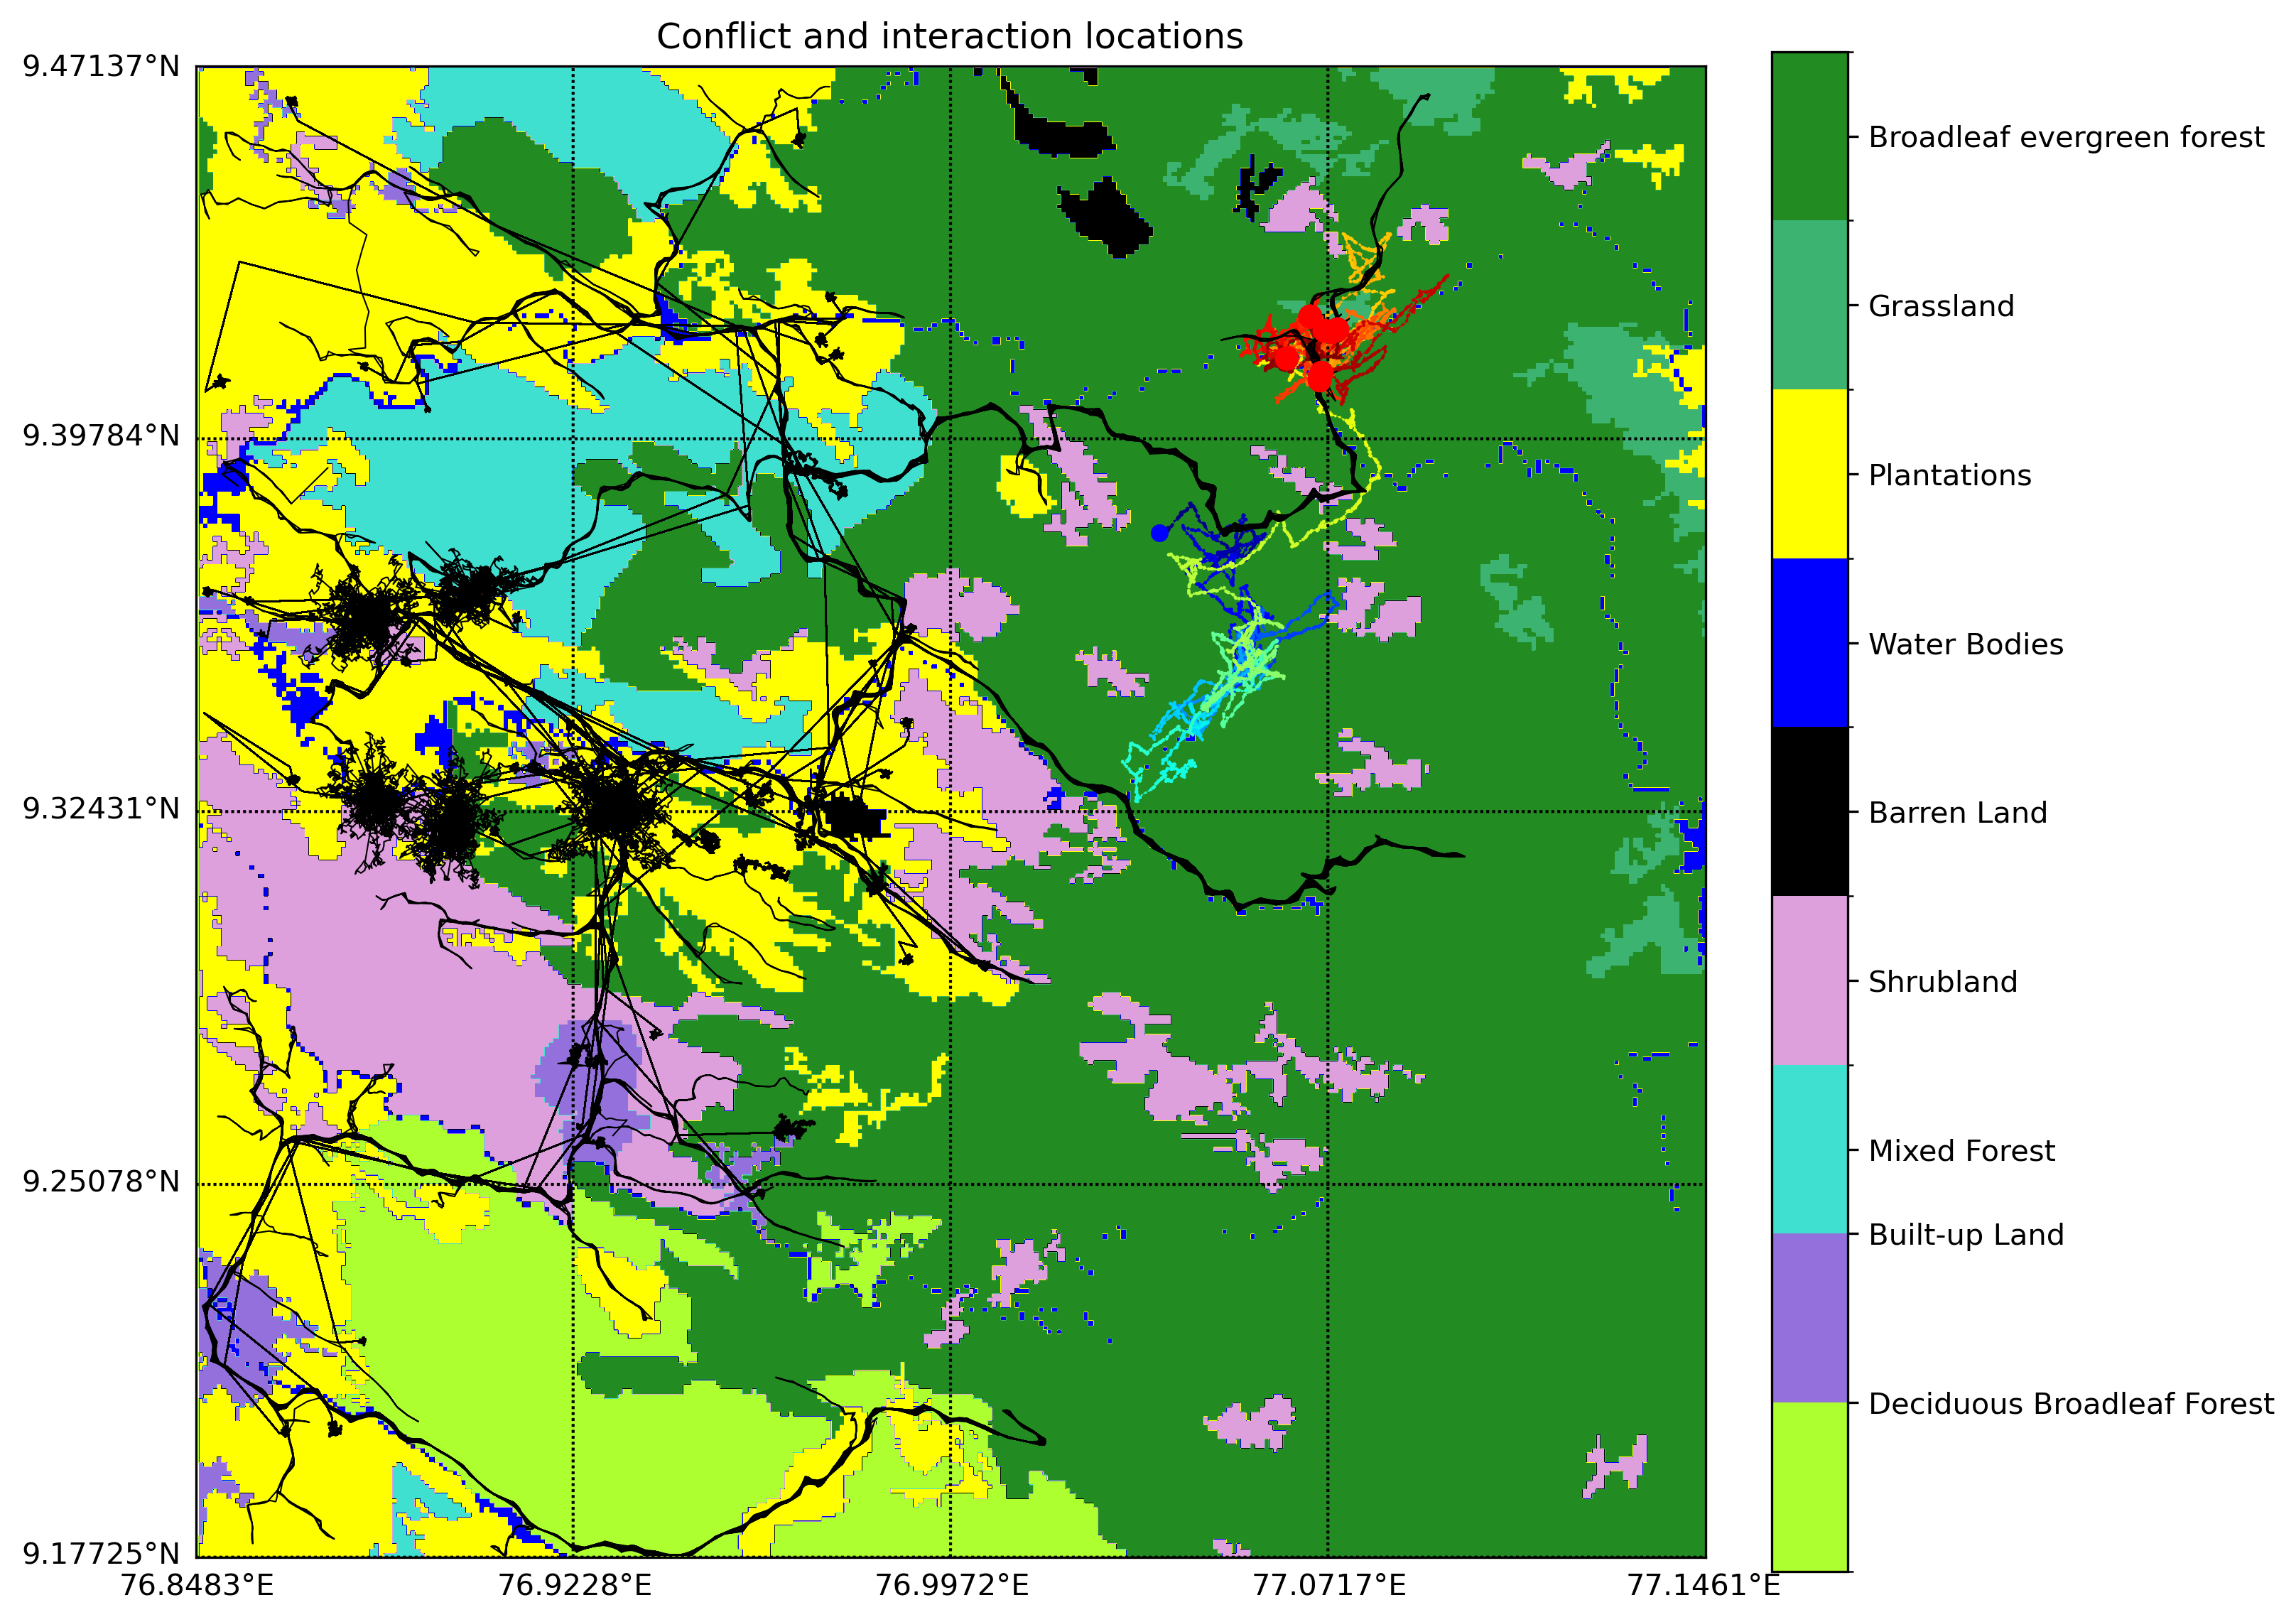 Conflict and interaction locations
9.47137°N
9.39784°N
9.32431°N
9.25078°N
9.17725°N
76.8483°E
76.9228°E
76.9972°E
77.0717°E
77.1461°E
Broadleaf evergreen forest
Grassland
Plantations
Water Bodies
Barren Land
Shrubland
Mixed Forest
Built-up Land
Deciduous Broadleaf Forest